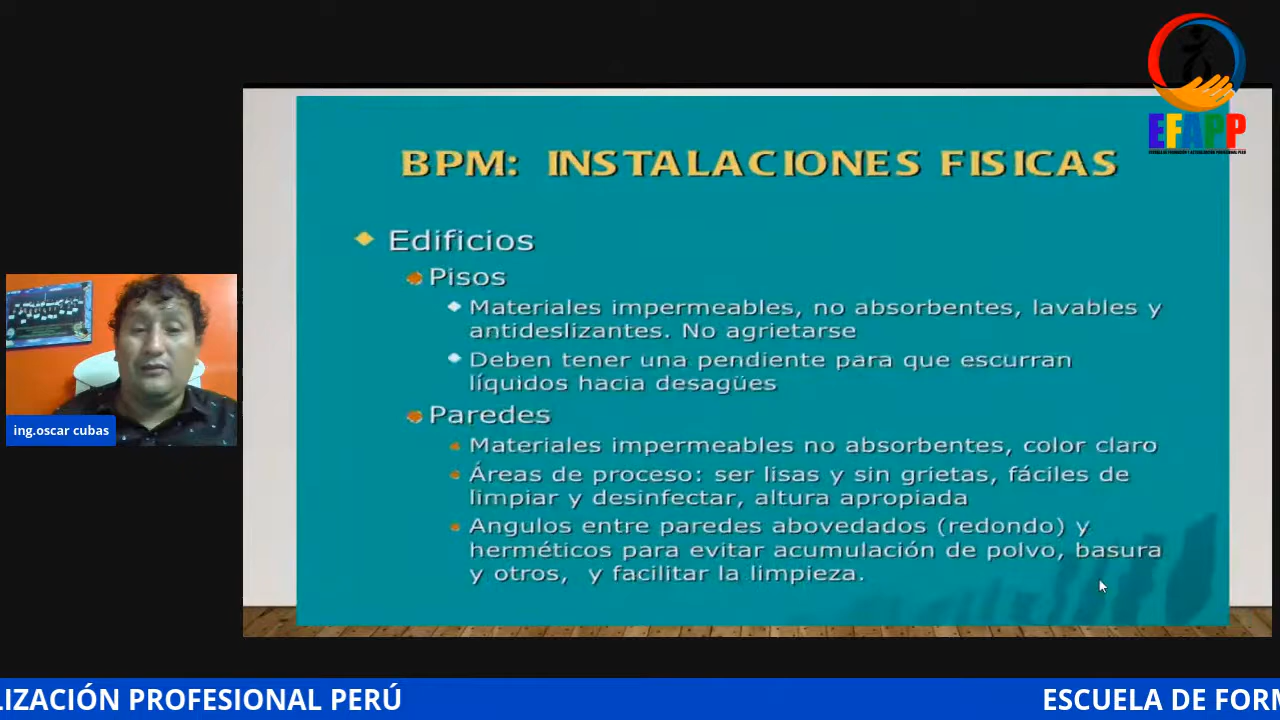 EFAPP
BPM: INSTALACIONES FISICAS
Edificios
Pisos
Materiales impermeables, no absorbentes, lavables y
antideslizantes. No agrietarse
Deben tener una pendiente para que escurran
líquidos hacia desagües
Paredes
Materiales impermeables no absorbentes, color claro
Áreas de proceso: ser lisas y sin grietas, fáciles de
limpiar y desinfectar, altura apropiada
Angulos entre paredes abovedados (redondo) y
herméticos para evitar acumulación de polvo, basura
y otros, y facilitar la limpieza.
ing.oscar cubas
LIZACIÓN PROFESIONAL PERÚ
ESCUELA DE FORM